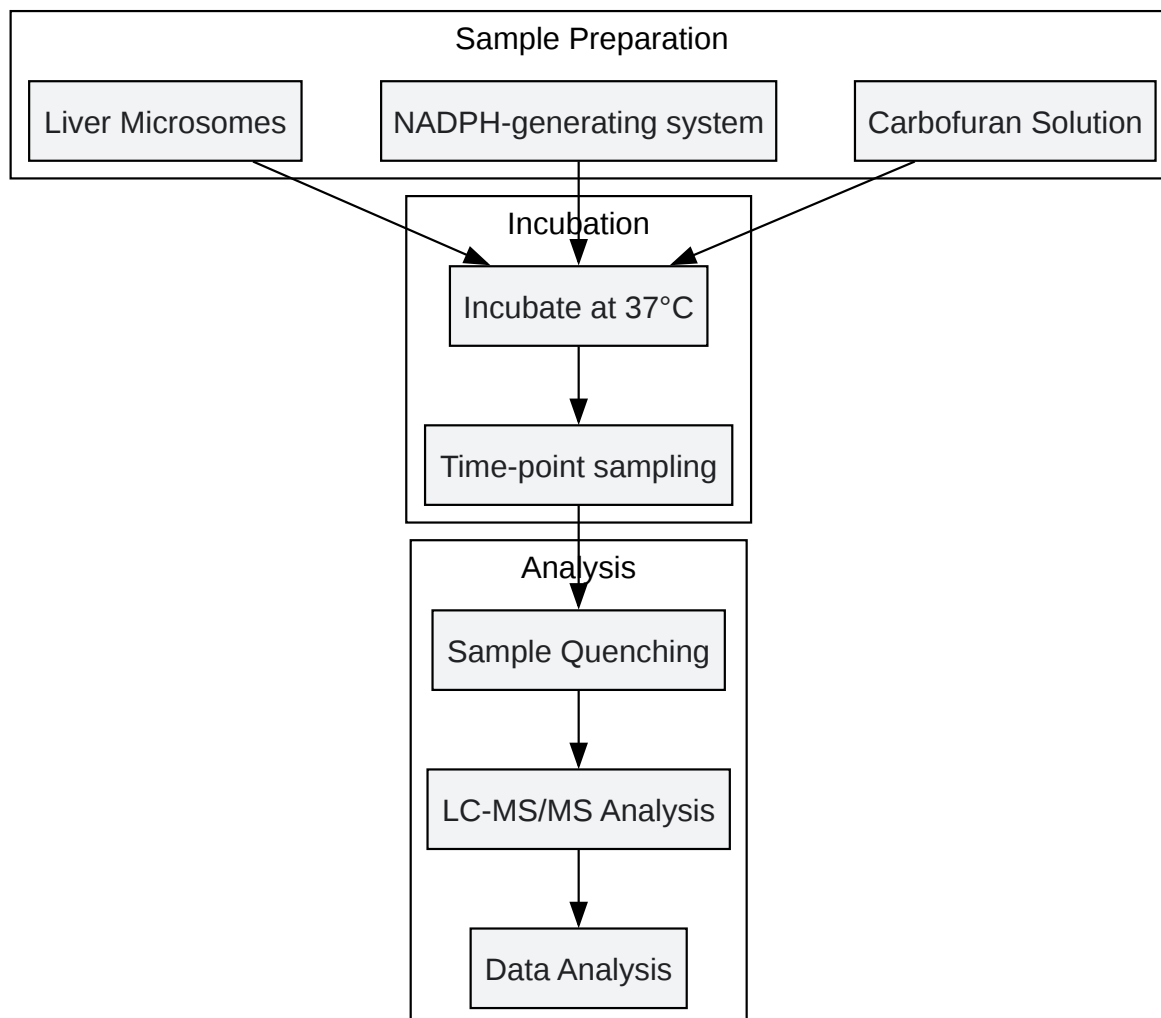 Sample Preparation
Liver Microsomes
NADPH-generating system
Carbofuran Solution
Incubation
Incubate at 37°C
Time-point sampling
Analysis
Sample Quenching
LC-MS/MS Analysis
Data Analysis